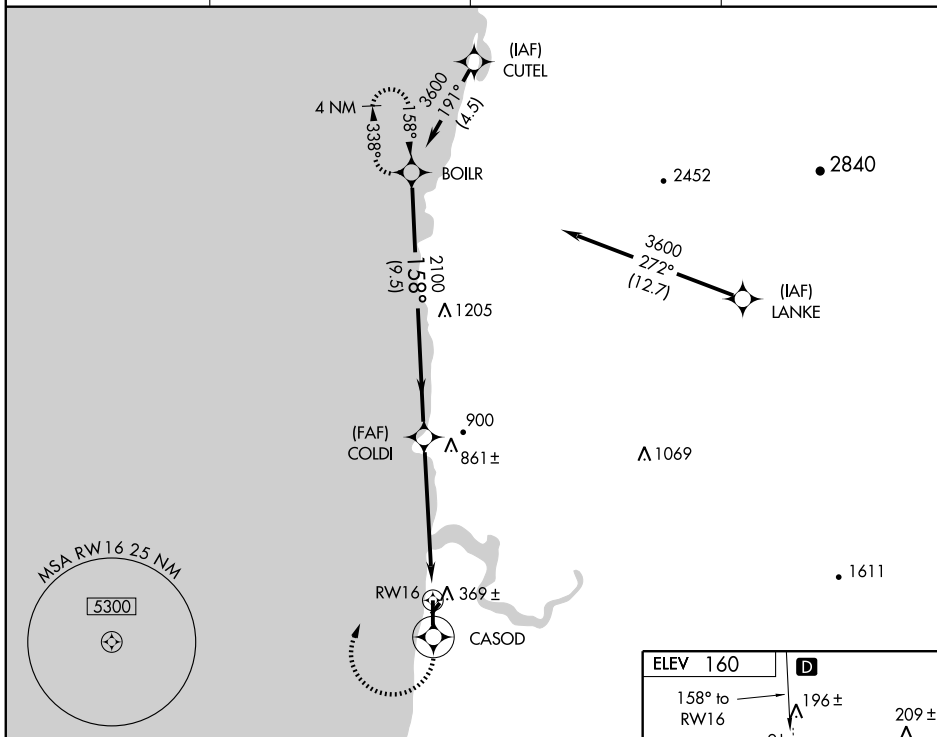 (IAF)
CUTEL
3600
191°
(4.5)
4 NM
158°
338°
BOILR
2452
2840
3600
272°
(12.7)
(IAF)
LANKE
2100
158°
(9.5)
1205
(FAF)
COLDI
900
861±
1069
MSA RW16 25 NM
5300
1611
RW16
369±
CASOD
ELEV 160
D
158° to
RW16
196±
209±